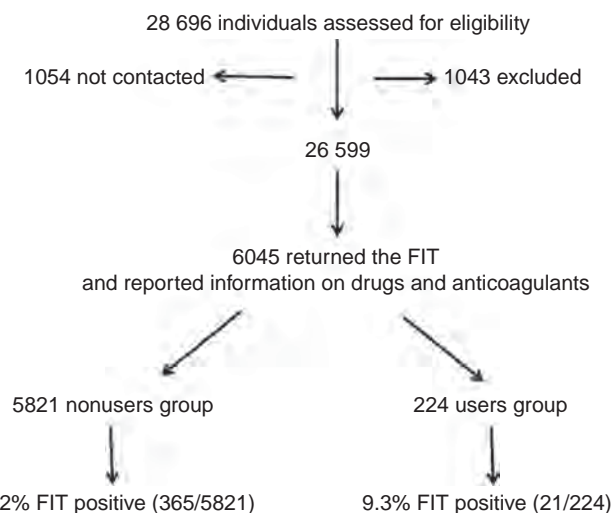 28 696 individuals assessed for eligibility
1054 not contacted
1043 excluded
26 599
6045 returned the FIT
and reported information on drugs and anticoagulants
5821 nonusers group
224 users group
2% FIT positive (365/5821)
9.3% FIT positive (21/224)